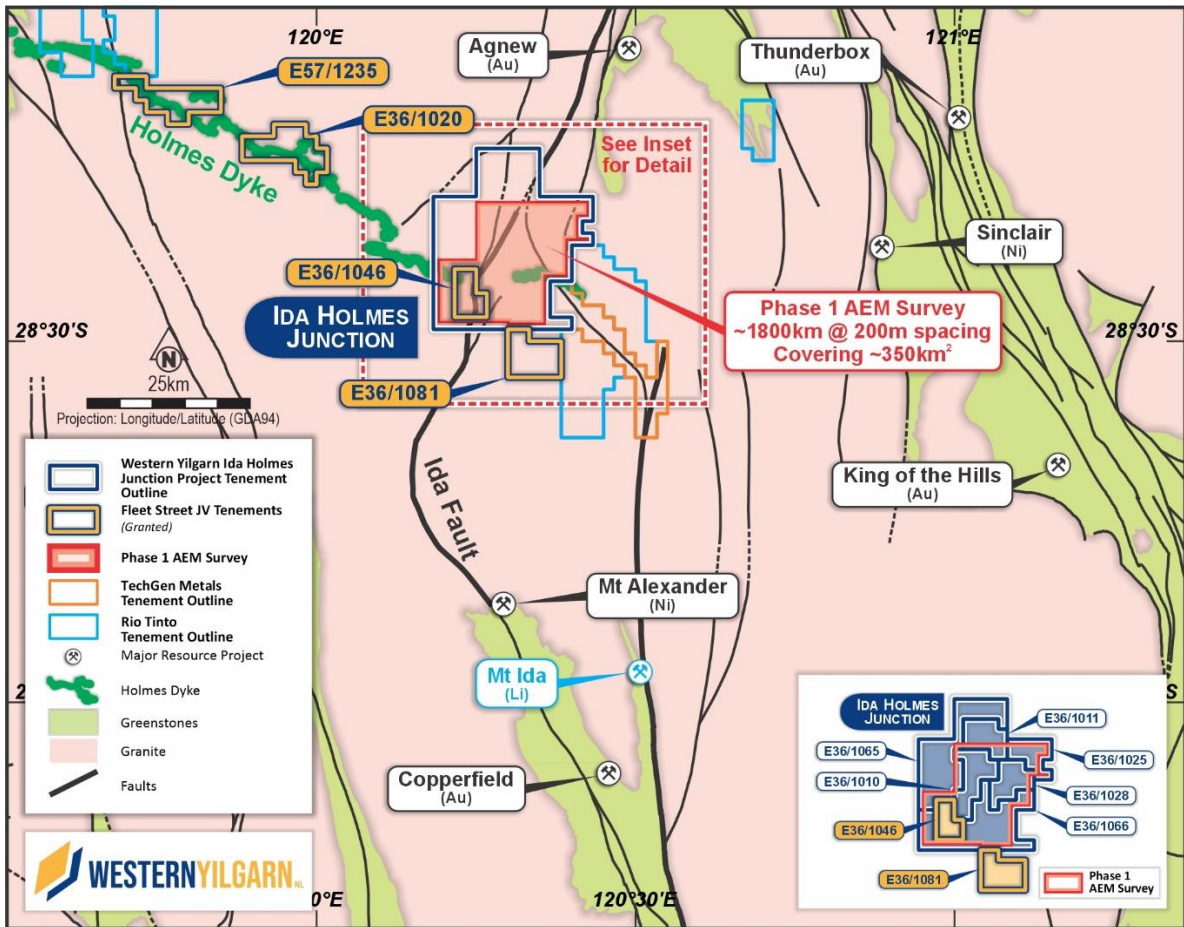 120°E
Agnew
(Au)
Thunderbox
(Au)
121°E
E57/1235
E36/1020
Holmes Dyke
See Inset
for Detail
Sinclair
(Ni)
E36/1046
IDA HOLMES
JUNCTION
Phase 1 AEM Survey
~1800km @ 200m spacing
Covering ~350km²
28°30'S
28°30'S
N
25km
Projection: Longitude/Latitude (GDA94)
E36/1081
Ida Fault
King of the Hills
(Au)
Western Yilgarn Ida Holmes
Junction Project Tenement
Outline
Fleet Street JV Tenements
(Granted)
Phase 1 AEM Survey
TechGen Metals
Tenement Outline
Rio Tinto
Tenement Outline
Major Resource Project
Holmes Dyke
Greenstones
Granite
Faults
Mt Alexander
(Ni)
Mt Ida
(Li)
Copperfield
(Au)
WESTERNYILGARN NL
120°30'E
IDA HOLMES
JUNCTION
E36/1011
E36/1065
E36/1025
E36/1010
E36/1028
E36/1046
E36/1066
E36/1081
Phase 1
AEM Survey